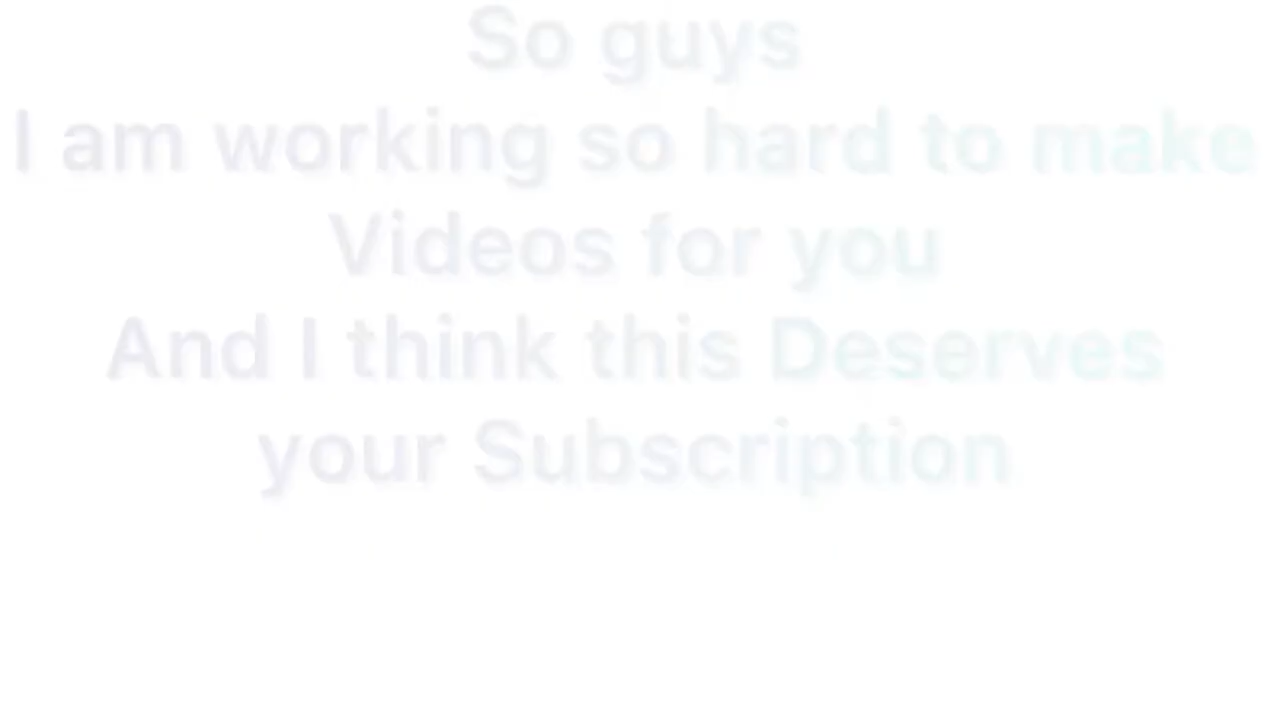 So guys
I am working so hard to make
Videos for you
And I think this Deserves
your Subscription